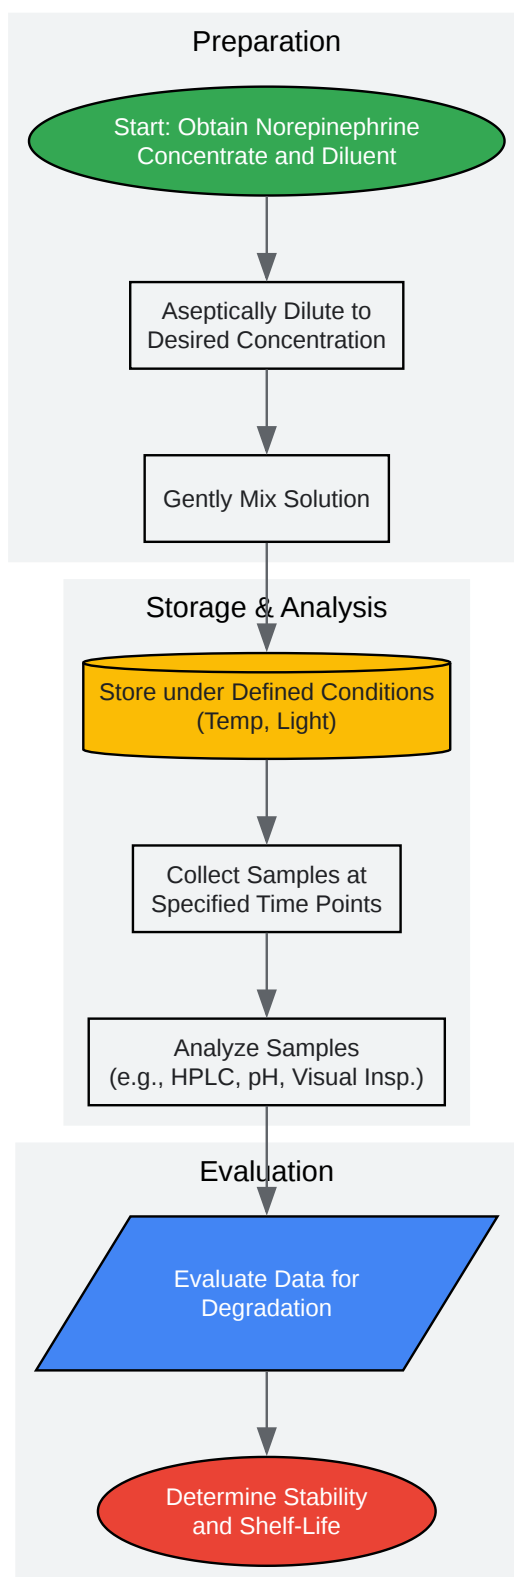 Preparation
Start: Obtain Norepinephrine
Concentrate and Diluent
Aseptically Dilute to
Desired Concentration
Gently Mix Solution
Storage & Analysis
Store under Defined Conditions
(Temp, Light)
Collect Samples at
Specified Time Points
Analyze Samples
(e.g., HPLC, pH, Visual Insp.)
Evaluation
Evaluate Data for
Degradation
Determine Stability
and Shelf-Life